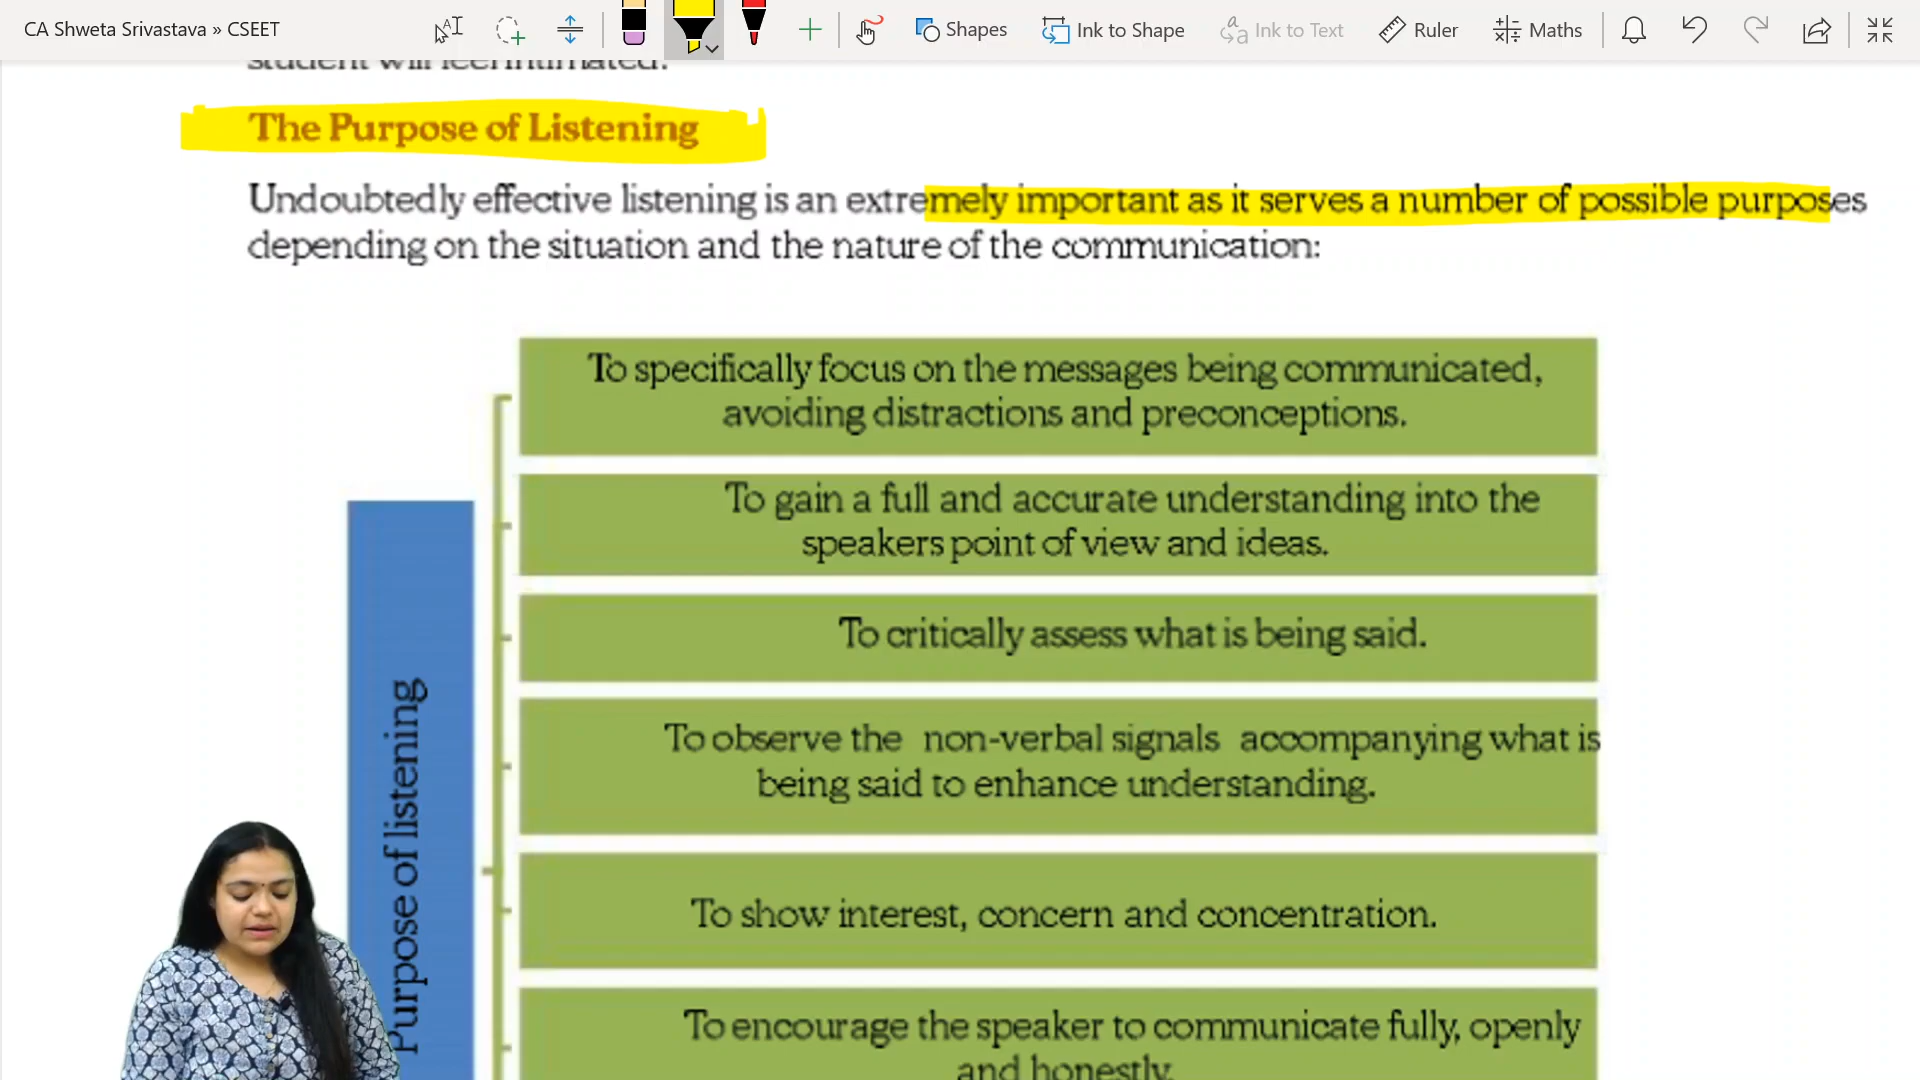 CA Shweta Srivastava » CSEET
Shapes
Ink to Shape
Ink to Text
Ruler
Maths
student will feel intimated.
The Purpose of Listening
Undoubtedly effective listening is an extremely important as it serves a number of possible purposes
depending on the situation and the nature of the communication:
To specifically focus on the messages being communicated,
avoiding distractions and preconceptions.
To gain a full and accurate understanding into the
speakers point of view and ideas.
To critically assess what is being said.
To observe the non-verbal signals accompanying what is
being said to enhance understanding.
Purpose of listening
To show interest, concern and concentration.
To encourage the speaker to communicate fully, openly
and honestly.